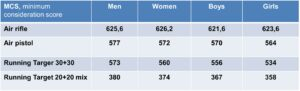 MCS, minimum Men Women Boys Girls
consideration score
Air rifle 625,6 626,2 621,6 623,6
Air pistol 577 572 570 564
Running Targer 30+30 573 560 556 534
Running Target 20+20 mix 380 374 367 358